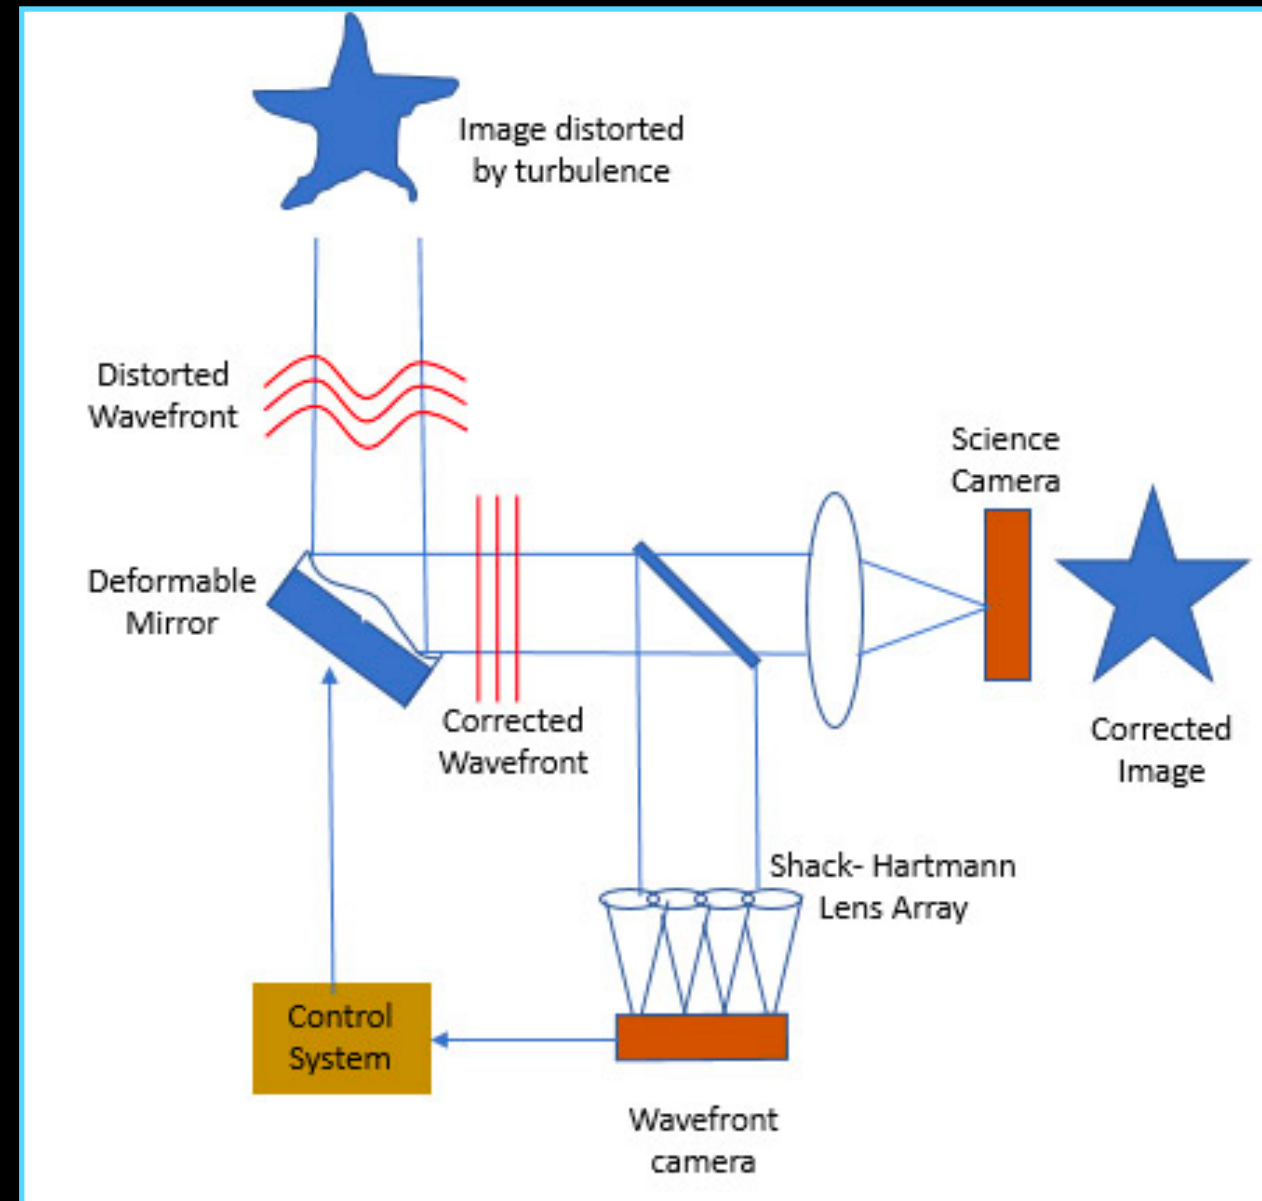 Image distorted
by turbulence
Distorted
Wavefront
Science
Camera
Deformable
Mirror
Corrected
Wavefront
Corrected
Image
Shack- Hartmann
Lens Array
Control
System
Wavefront
camera